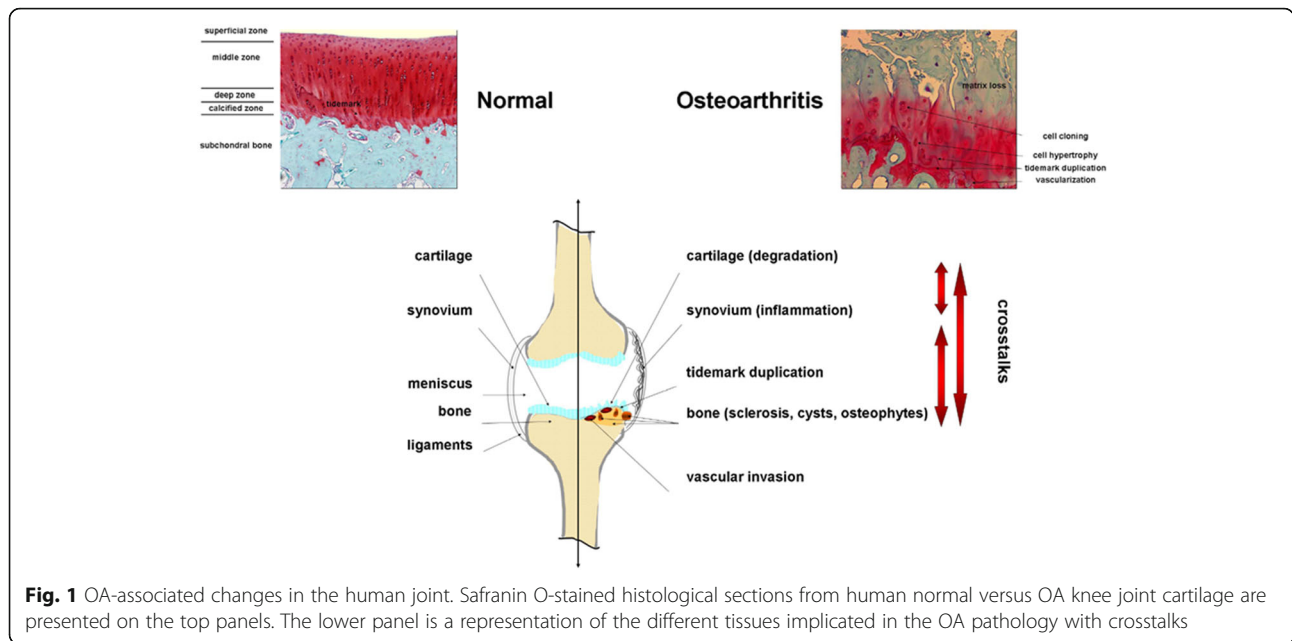 superficial zone
middle zone
deep zone
calcified zone
subchondral bone
tidemark
Normal
Osteoarthritis
matrix loss
cell cloning
cell hypertrophy
tidemark duplication
vascularization
cartilage
synovium
meniscus
bone
ligaments
cartilage (degradation)
synovium (inflammation)
tidemark duplication
bone (sclerosis, cysts, osteophytes)
vascular invasion
crosstalks
Fig. 1 OA-associated changes in the human joint. Safranin O-stained histological sections from human normal versus OA knee joint cartilage are
presented on the top panels. The lower panel is a representation of the different tissues implicated in the OA pathology with crosstalks